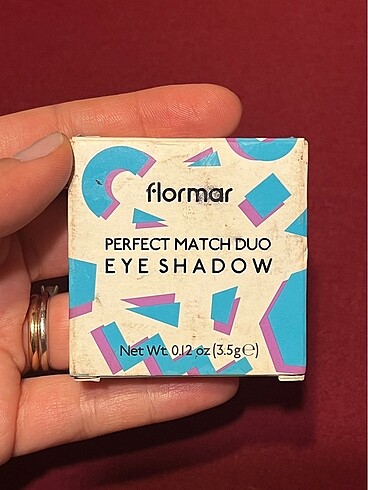 flormar
PERFECT MATCH DUO
EYE SHADOW
Net Wt. 0.12 oz (3.5g℮)